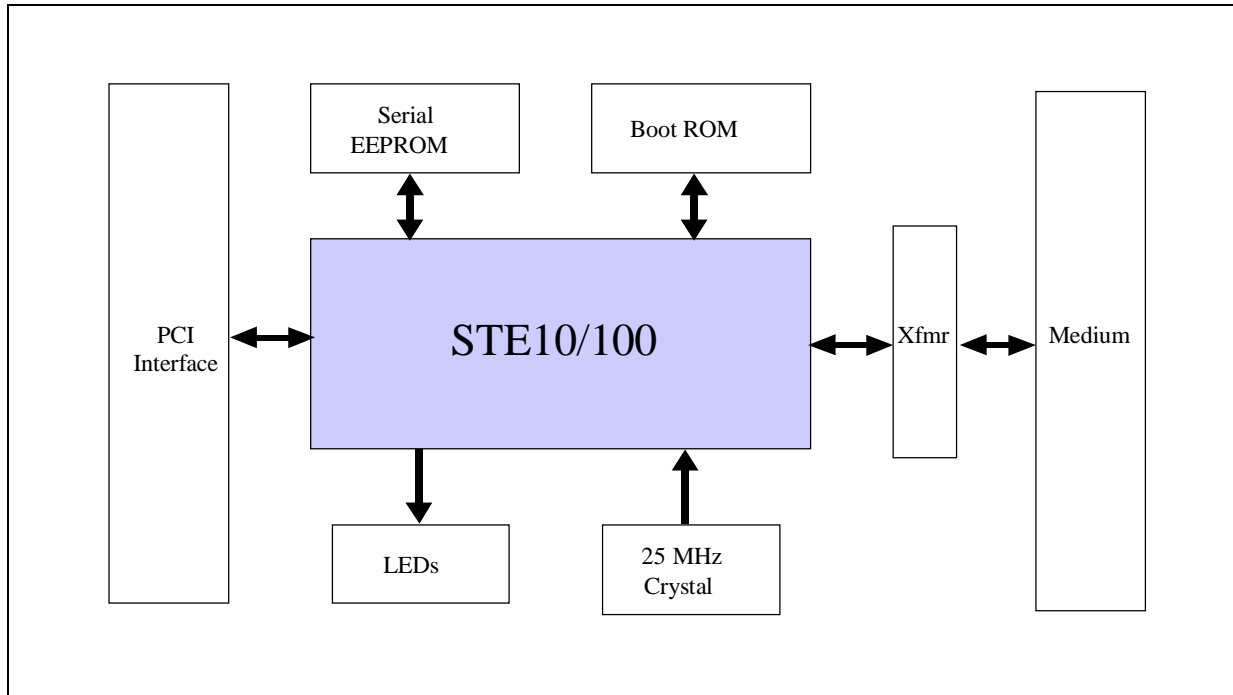 Serial
EEPROM
Boot ROM
PCI
Interface
STE10/100
Xfmr
Medium
LEDs
25 MHz
Crystal